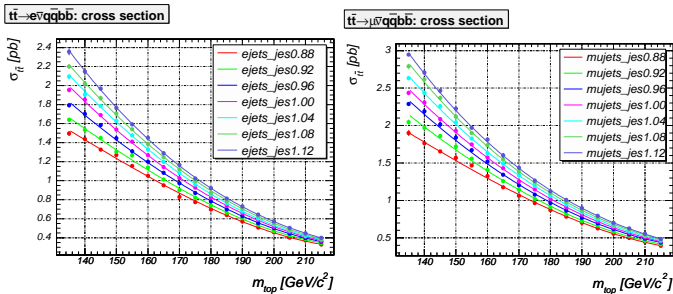 tt̄→eν̄qq̄bb̄: cross section
σtt̄ [pb]
2.4
2.2
2
1.8
1.6
1.4
1.2
1
0.8
0.6
0.4
140 150 160 170 180 190 200 210
mtop [GeV/c²]
ejets_jes0.88
ejets_jes0.92
ejets_jes0.96
ejets_jes1.00
ejets_jes1.04
ejets_jes1.08
ejets_jes1.12
tt̄→μν̄qq̄bb̄: cross section
σtt̄ [pb]
3
2.5
2
1.5
1
0.5
140 150 160 170 180 190 200 210
mtop [GeV/c²]
mujets_jes0.88
mujets_jes0.92
mujets_jes0.96
mujets_jes1.00
mujets_jes1.04
mujets_jes1.08
mujets_jes1.12